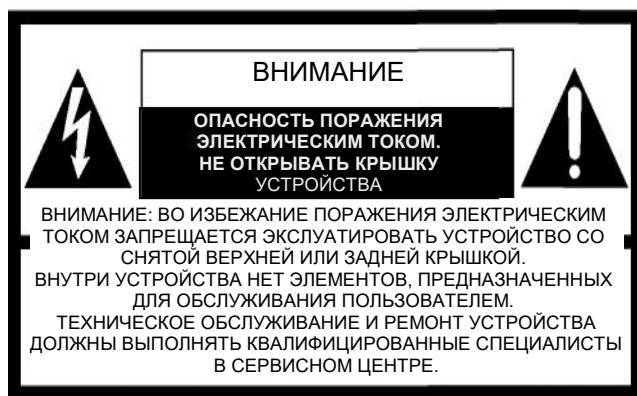 ВНИМАНИЕ
ОПАСНОСТЬ ПОРАЖЕНИЯ
ЭЛЕКТРИЧЕСКИМ ТОКОМ.
НЕ ОТКРЫВАТЬ КРЫШКУ
УСТРОЙСТВА
ВНИМАНИЕ: ВО ИЗБЕЖАНИЕ ПОРАЖЕНИЯ ЭЛЕКТРИЧЕСКИМ
ТОКОМ ЗАПРЕЩАЕТСЯ ЭКСЛУАТИРОВАТЬ УСТРОЙСТВО СО
СНЯТОЙ ВЕРХНЕЙ ИЛИ ЗАДНЕЙ КРЫШКОЙ.
ВНУТРИ УСТРОЙСТВА НЕТ ЭЛЕМЕНТОВ, ПРЕДНАЗНАЧЕННЫХ
ДЛЯ ОБСЛУЖИВАНИЯ ПОЛЬЗОВАТЕЛЕМ.
ТЕХНИЧЕСКОЕ ОБСЛУЖИВАНИЕ И РЕМОНТ УСТРОЙСТВА
ДОЛЖНЫ ВЫПОЛНЯТЬ КВАЛИФИЦИРОВАННЫЕ СПЕЦИАЛИСТЫ
В СЕРВИСНОМ ЦЕНТРЕ.